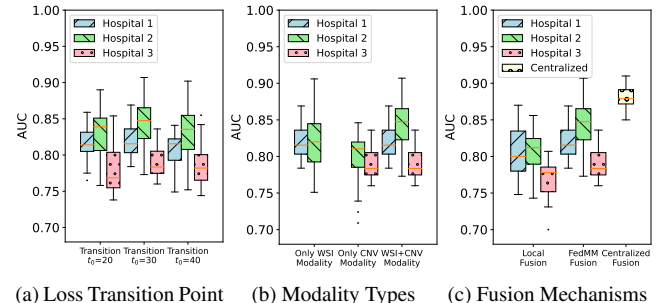 1.00
0.95
0.90
0.85
0.80
0.75
0.70
AUC
Hospital 1
Hospital 2
Hospital 3
Transition
t₀=20
Transition
t₀=30
Transition
t₀=40
(a) Loss Transition Point
1.00
0.95
0.90
0.85
0.80
0.75
0.70
AUC
Hospital 1
Hospital 2
Hospital 3
Only WSI
Modality
Only CNV
Modality
WSI+CNV
Modality
(b) Modality Types
1.00
0.95
0.90
0.85
0.80
0.75
0.70
AUC
Hospital 1
Hospital 2
Hospital 3
Centralized
Local
Fusion
FedMM
Fusion
Centralized
Fusion
(c) Fusion Mechanisms